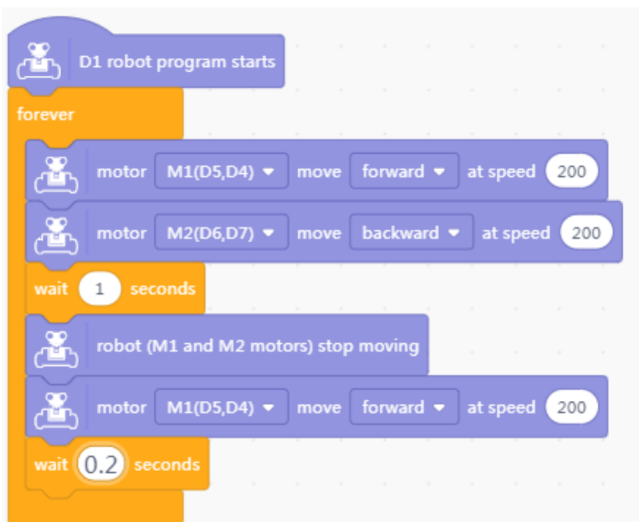 D1 robot program starts
forever
motor M1(D5,D4) move forward at speed 200
motor M2(D6,D7) move backward at speed 200
wait 1 seconds
robot (M1 and M2 motors) stop moving
motor M1(D5,D4) move forward at speed 200
wait 0.2 seconds